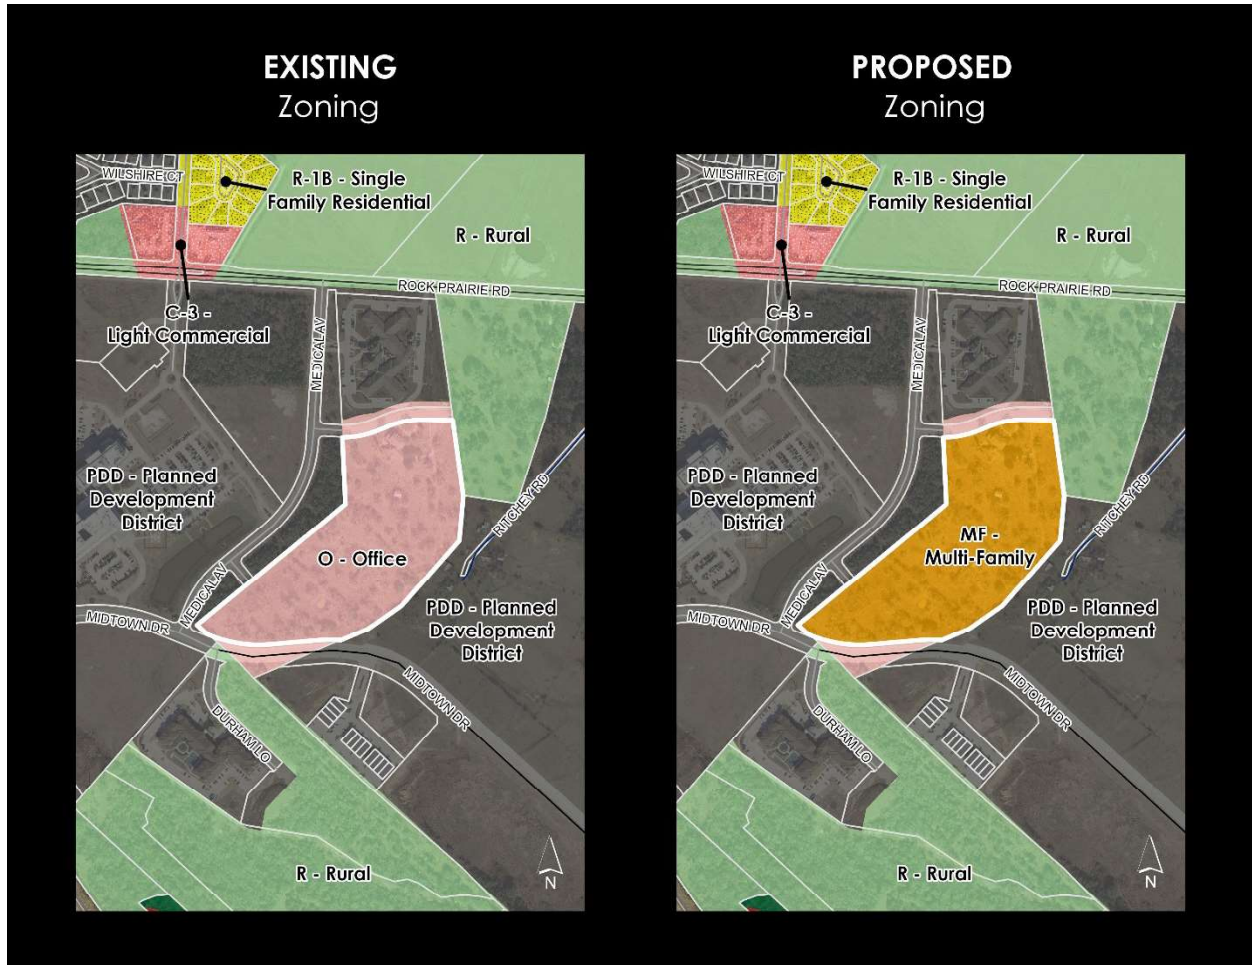 EXISTING
Zoning
WILSHIRE CT
R-1B - Single
Family Residential
R - Rural
ROCK PRAIRIE RD
C-3 -
Light Commercial
MEDICAL AV
PDD - Planned
Development
District
RITCHEY RD
O - Office
MEDICAL AV
MIDTOWN DR
PDD - Planned
Development
District
MIDTOWN DR
DURHAM LO
R - Rural
N
PROPOSED
Zoning
WILSHIRE CT
R-1B - Single
Family Residential
R - Rural
ROCK PRAIRIE RD
C-3 -
Light Commercial
MEDICAL AV
PDD - Planned
Development
District
RITCHEY RD
MF -
Multi-Family
MEDICAL AV
MIDTOWN DR
PDD - Planned
Development
District
MIDTOWN DR
DURHAM LO
R - Rural
N